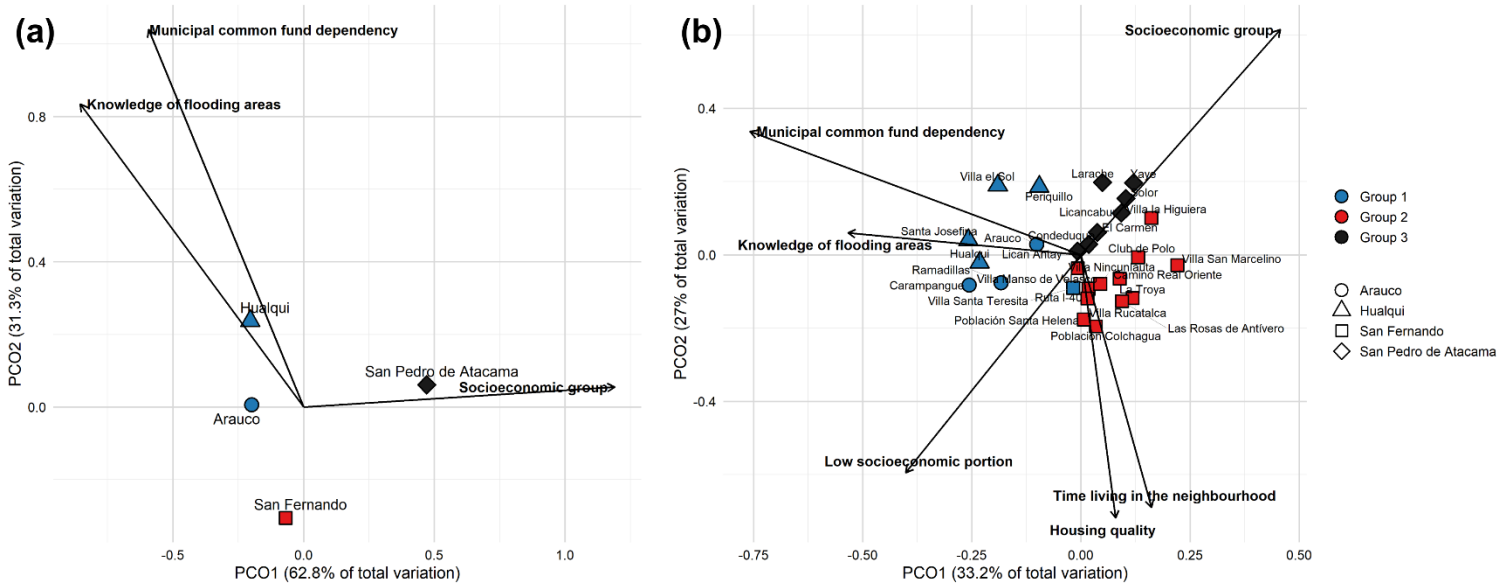 (a)
Municipal common fund dependency
Knowledge of flooding areas
0.8
0.4
0.0
PCO2 (31.3% of total variation)
Hualqui
San Pedro de Atacama
Socioeconomic group
Arauco
San Fernando
-0.5
0.0
0.5
1.0
PCO1 (62.8% of total variation)
(b)
Socioeconomic group
0.4
0.0
-0.4
PCO2 (27% of total variation)
Municipal common fund dependency
Villa el Sol
Periquillo
Larache
Yaye
Solor
Licancabur
Villa la Higuiera
Santa Josefina
Arauco
Condeduque
El Carmen
Knowledge of flooding areas
Club de Polo
Hualqui
Lican Antay
Villa San Marcelino
Ramadillas
Villa Nincunlauta
Carampangue
Villa Manso de Velasco
Camino Real Oriente
Villa Santa Teresita
Ruta I-40
La Troya
Villa Rucatalca
Población Santa Helena
Las Rosas de Antívero
Población Colchagua
Low socioeconomic portion
Time living in the neighbourhood
Housing quality
-0.75
-0.50
-0.25
0.00
0.25
0.50
PCO1 (33.2% of total variation)
Group 1
Group 2
Group 3
Arauco
Hualqui
San Fernando
San Pedro de Atacama